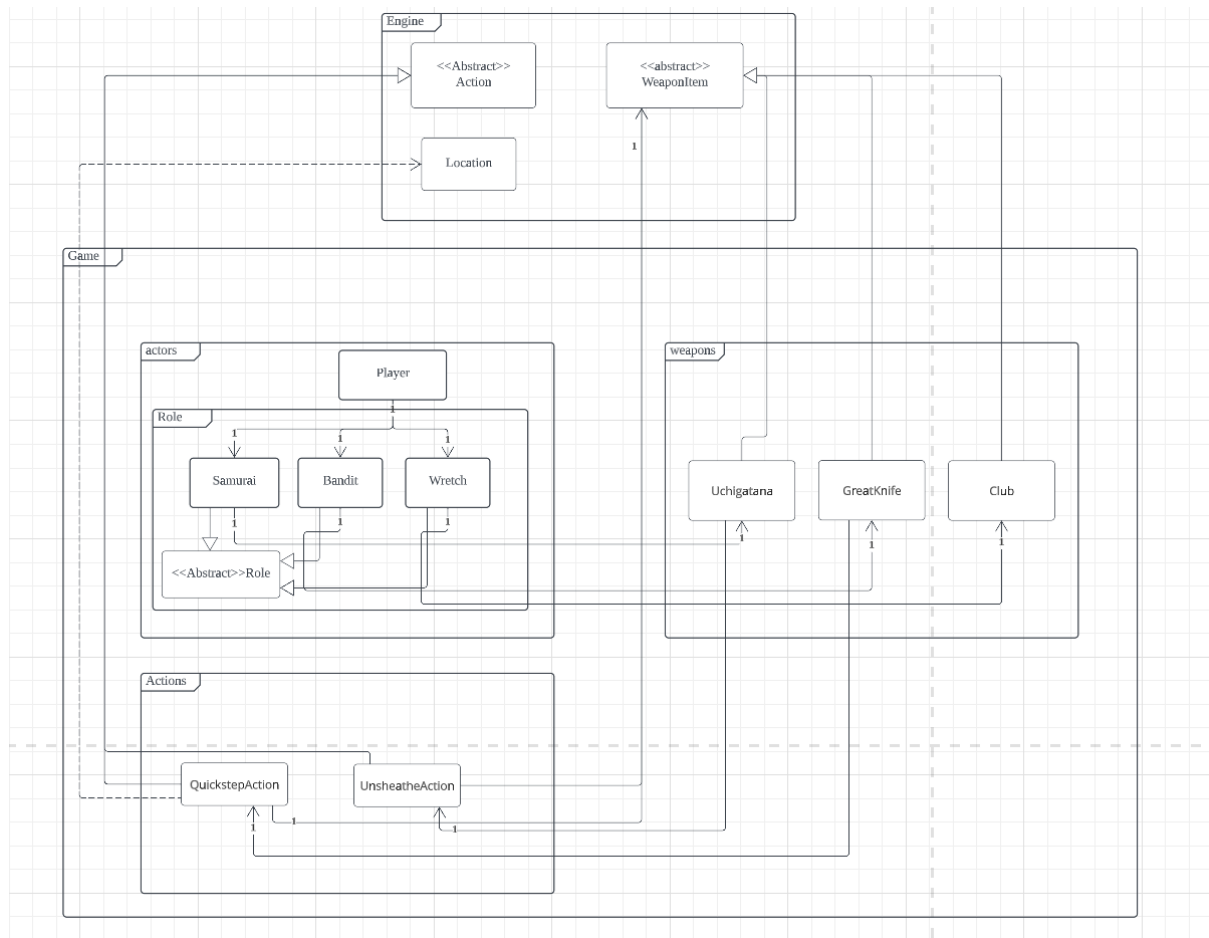 Engine
<<Abstract>>
Action
<<abstract>>
WeaponItem
1
Location
Game
actors
Player
1
Role
1
1
1
Samurai
Bandit
Wretch
1
1
1
<<Abstract>>Role
weapons
Uchigatana
GreatKnife
Club
1
1
1
Actions
QuickstepAction
UnsheatheAction
1
1
1